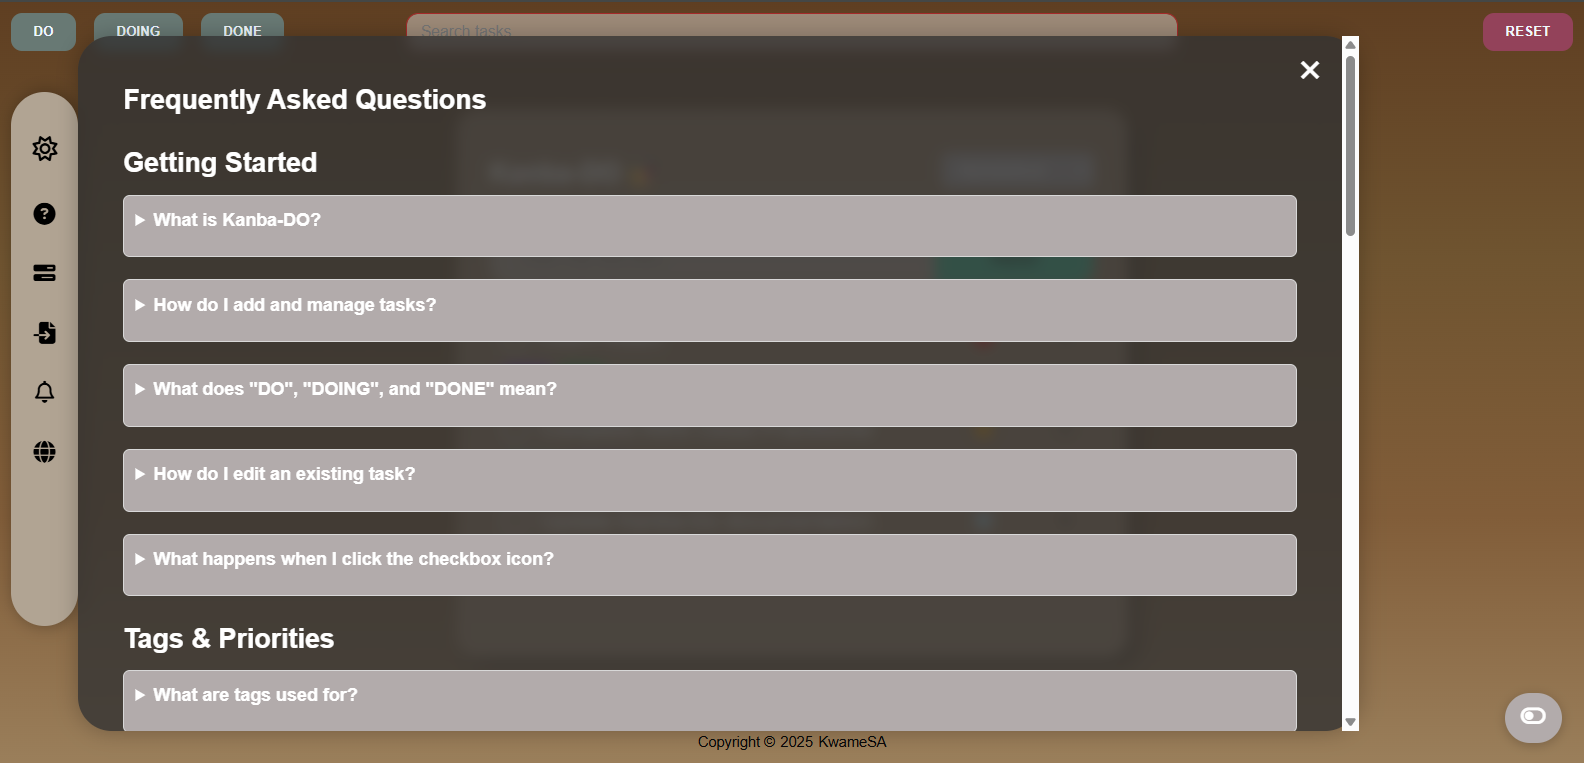 DO
DOING
DONE
Search tasks
RESET
Frequently Asked Questions
Getting Started
What is Kanba-DO?
How do I add and manage tasks?
What does "DO", "DOING", and "DONE" mean?
How do I edit an existing task?
What happens when I click the checkbox icon?
Tags & Priorities
What are tags used for?
Copyright © 2025 KwameSA